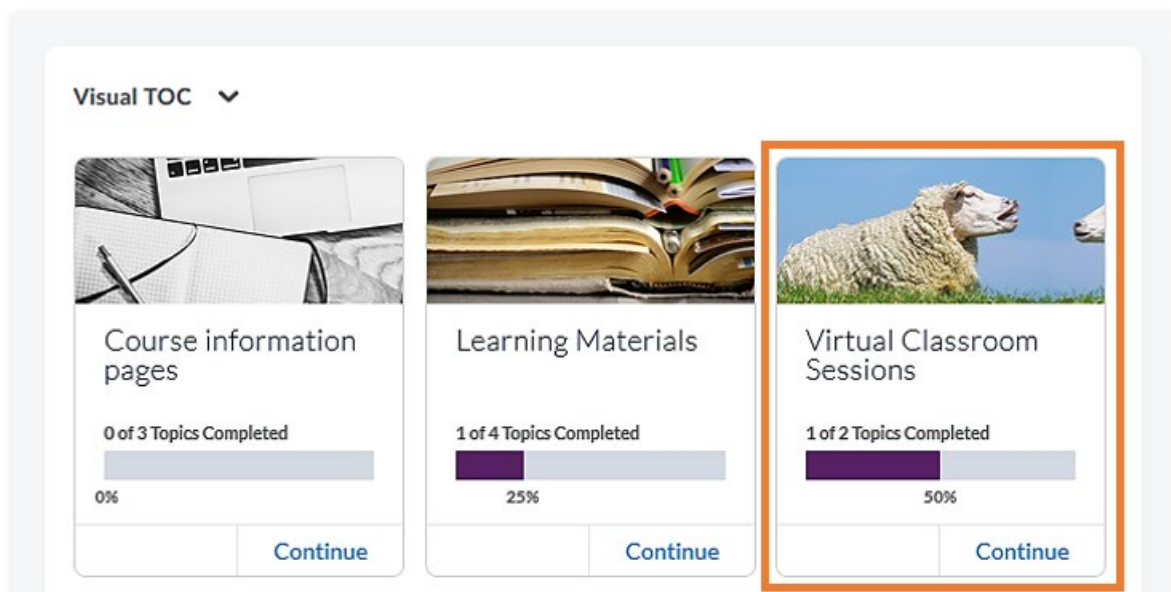 Visual TOC
Course information
pages
0 of 3 Topics Completed
0%
Continue
Learning Materials
1 of 4 Topics Completed
25%
Continue
Virtual Classroom
Sessions
1 of 2 Topics Completed
50%
Continue